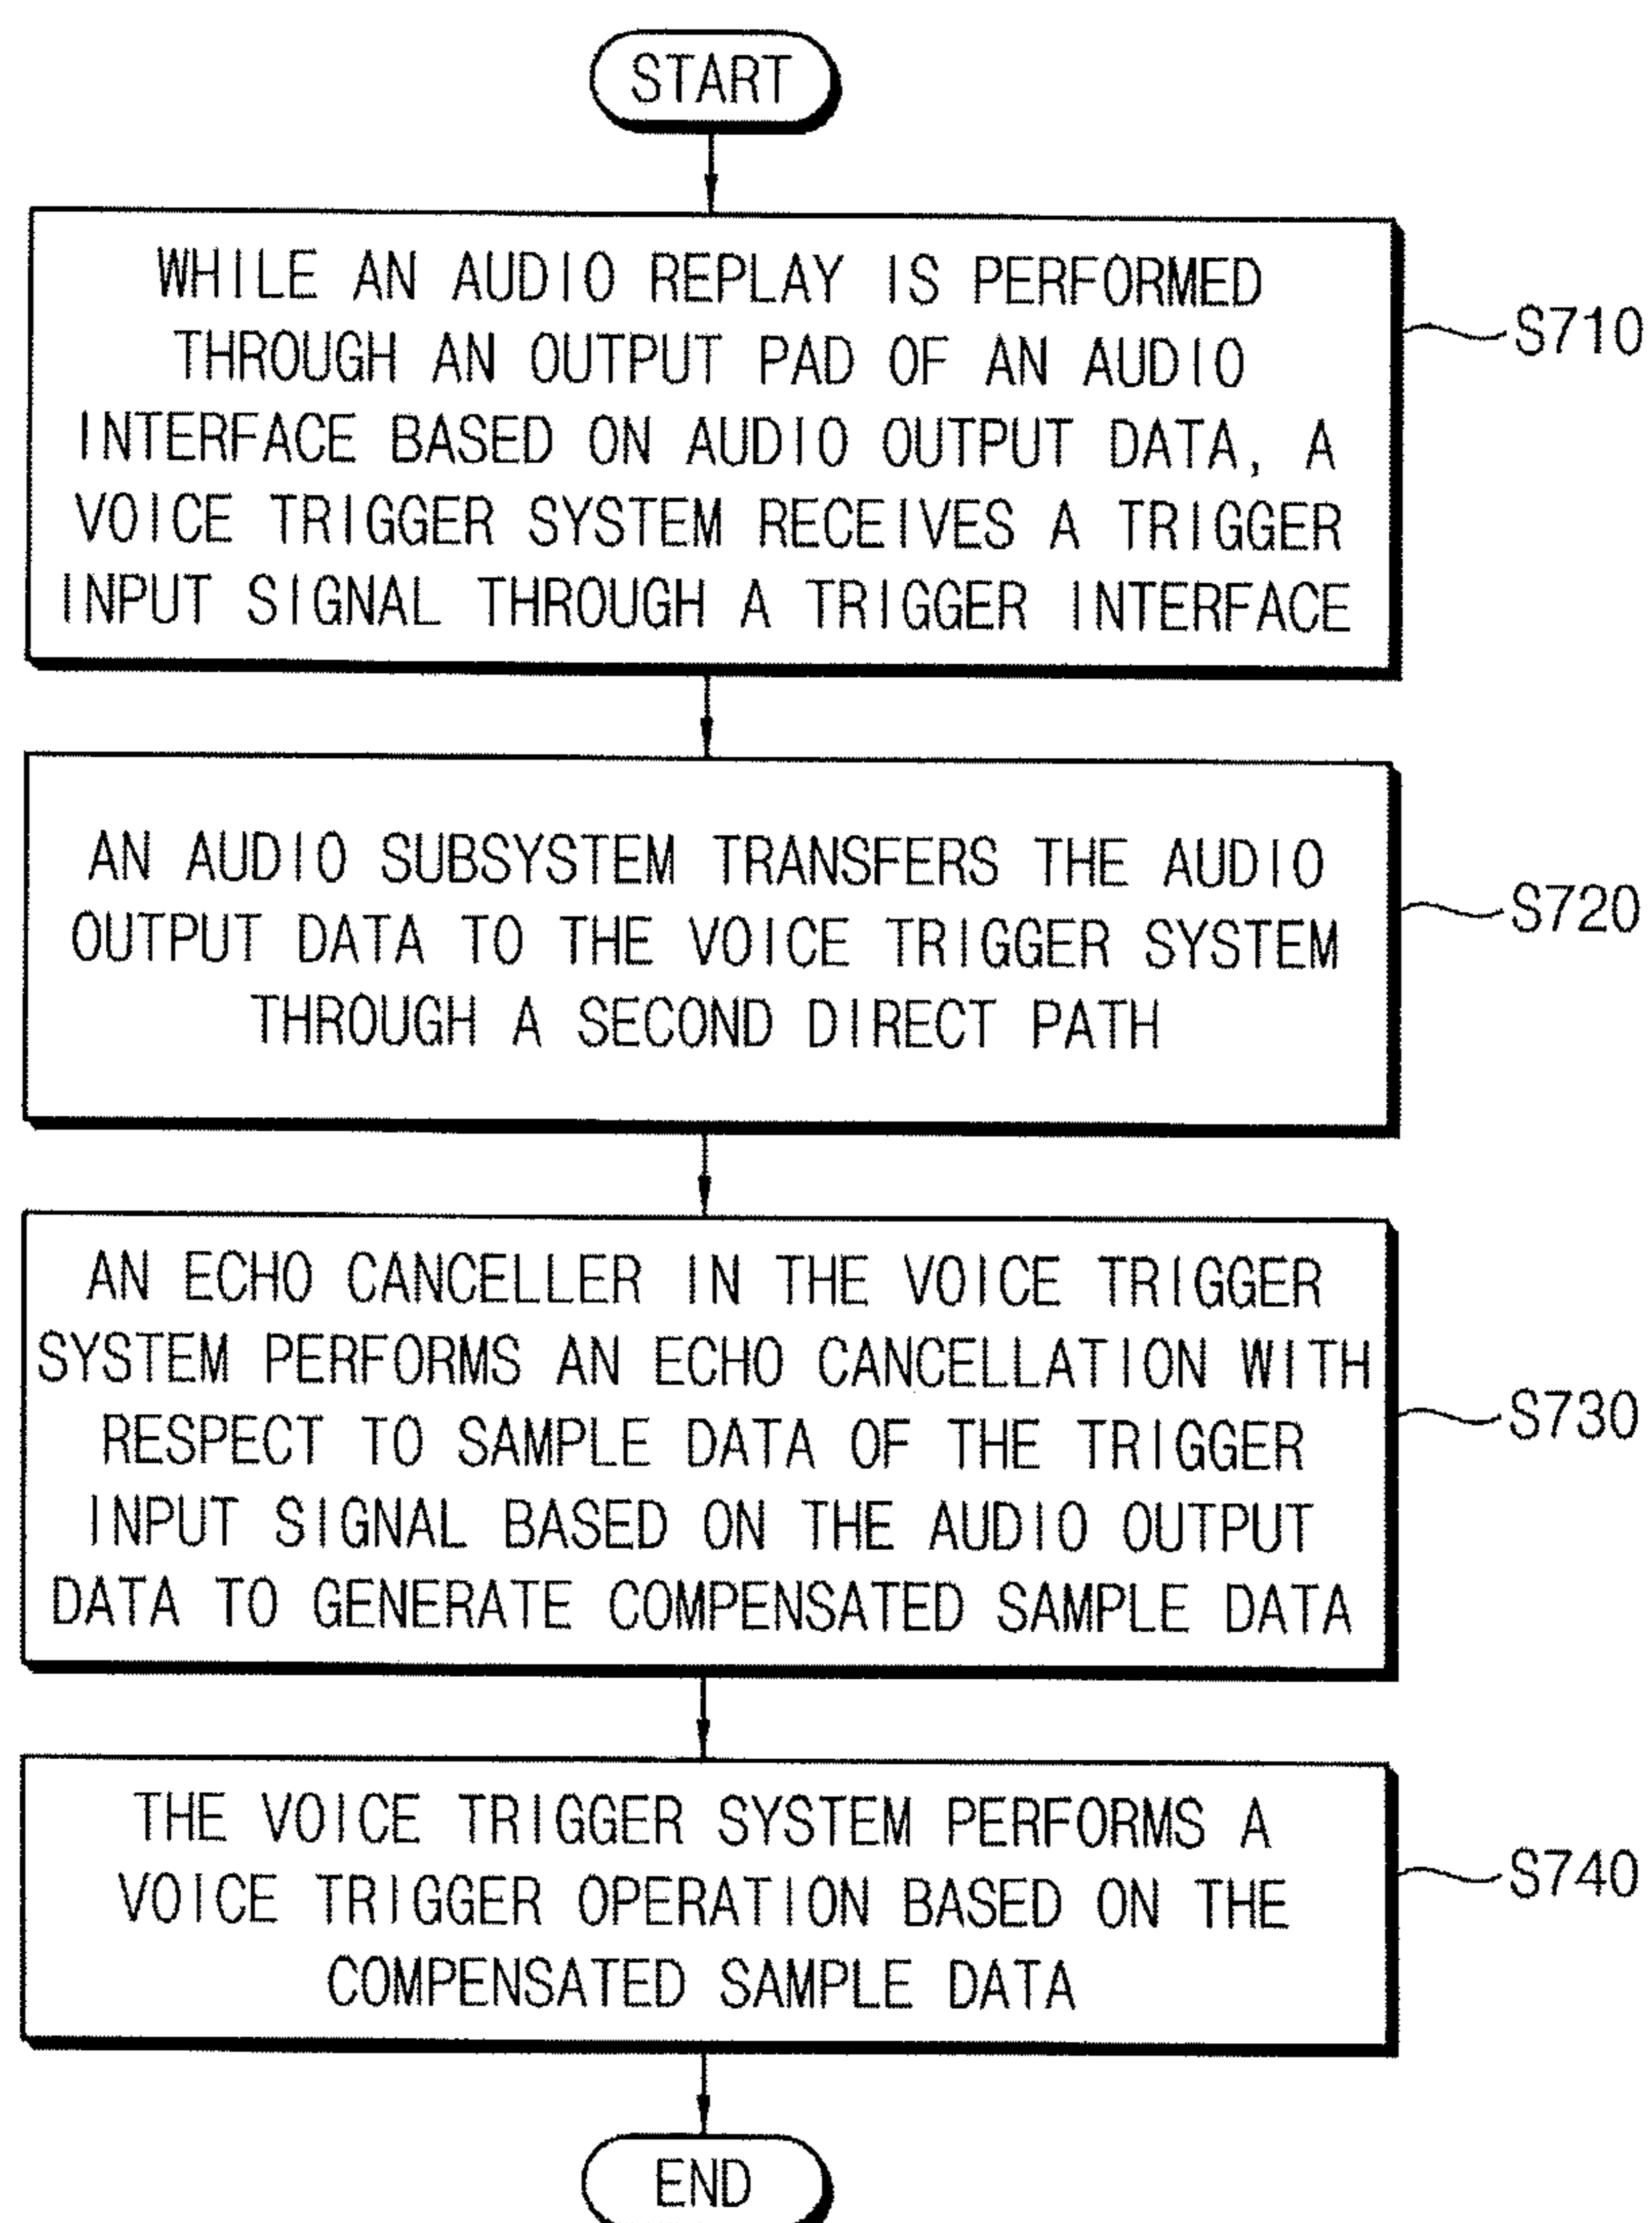 START
WHILE AN AUDIO REPLAY IS PERFORMED
THROUGH AN OUTPUT PAD OF AN AUDIO
INTERFACE BASED ON AUDIO OUTPUT DATA, A
VOICE TRIGGER SYSTEM RECEIVES A TRIGGER
INPUT SIGNAL THROUGH A TRIGGER INTERFACE
S710
AN AUDIO SUBSYSTEM TRANSFERS THE AUDIO
OUTPUT DATA TO THE VOICE TRIGGER SYSTEM
THROUGH A SECOND DIRECT PATH
S720
AN ECHO CANCELLER IN THE VOICE TRIGGER
SYSTEM PERFORMS AN ECHO CANCELLATION WITH
RESPECT TO SAMPLE DATA OF THE TRIGGER
INPUT SIGNAL BASED ON THE AUDIO OUTPUT
DATA TO GENERATE COMPENSATED SAMPLE DATA
S730
THE VOICE TRIGGER SYSTEM PERFORMS A
VOICE TRIGGER OPERATION BASED ON THE
COMPENSATED SAMPLE DATA
S740
END